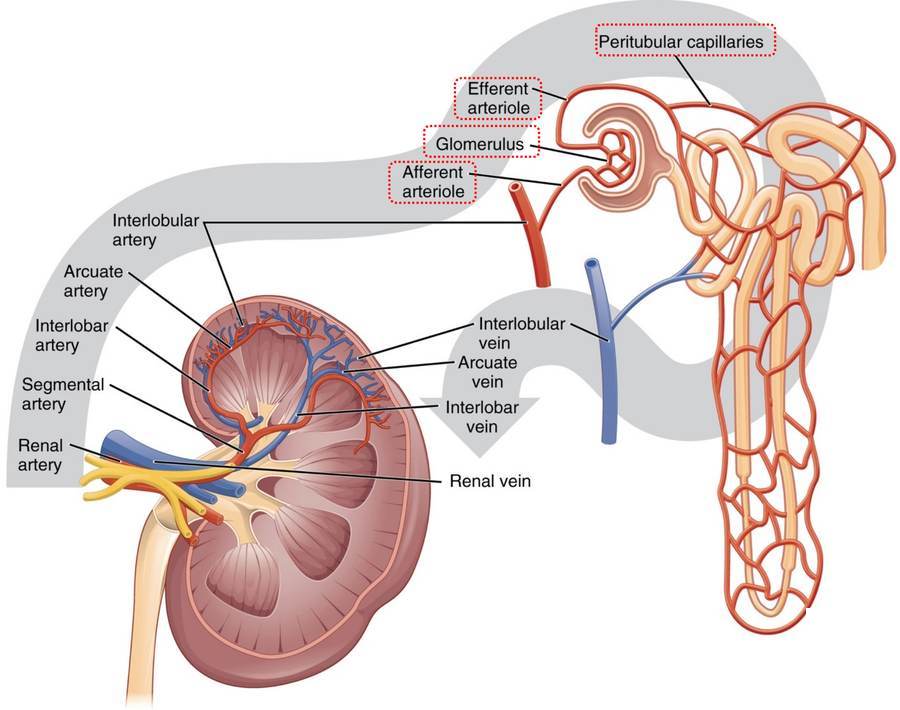 Peritubular capillaries
Efferent
arteriole
Glomerulus
Afferent
arteriole
Interlobular
artery
Arcuate
artery
Interlobar
artery
Segmental
artery
Renal
artery
Interlobular
vein
Arcuate
vein
Interlobar
vein
Renal vein